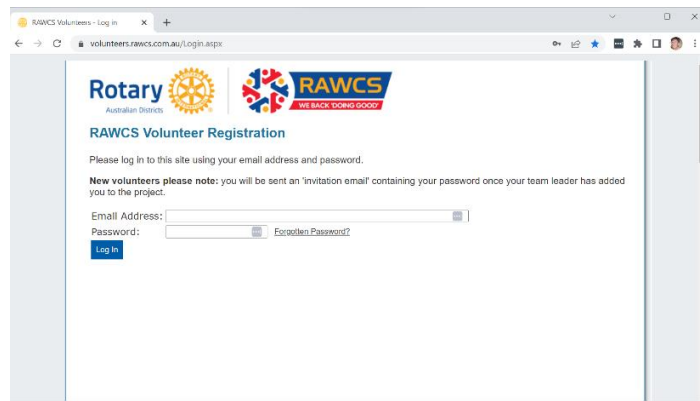 RAWCS Volunteers - Log in
volunteers.rawcs.com.au/Login.aspx
Rotary
Australian Districts
RAWCS
WE BACK 'DOING GOOD'
RAWCS Volunteer Registration
Please log in to this site using your email address and password.
New volunteers please note: you will be sent an 'invitation email' containing your password once your team leader has added
you to the project.
Email Address:
Password:
Forgotten Password?
Log In